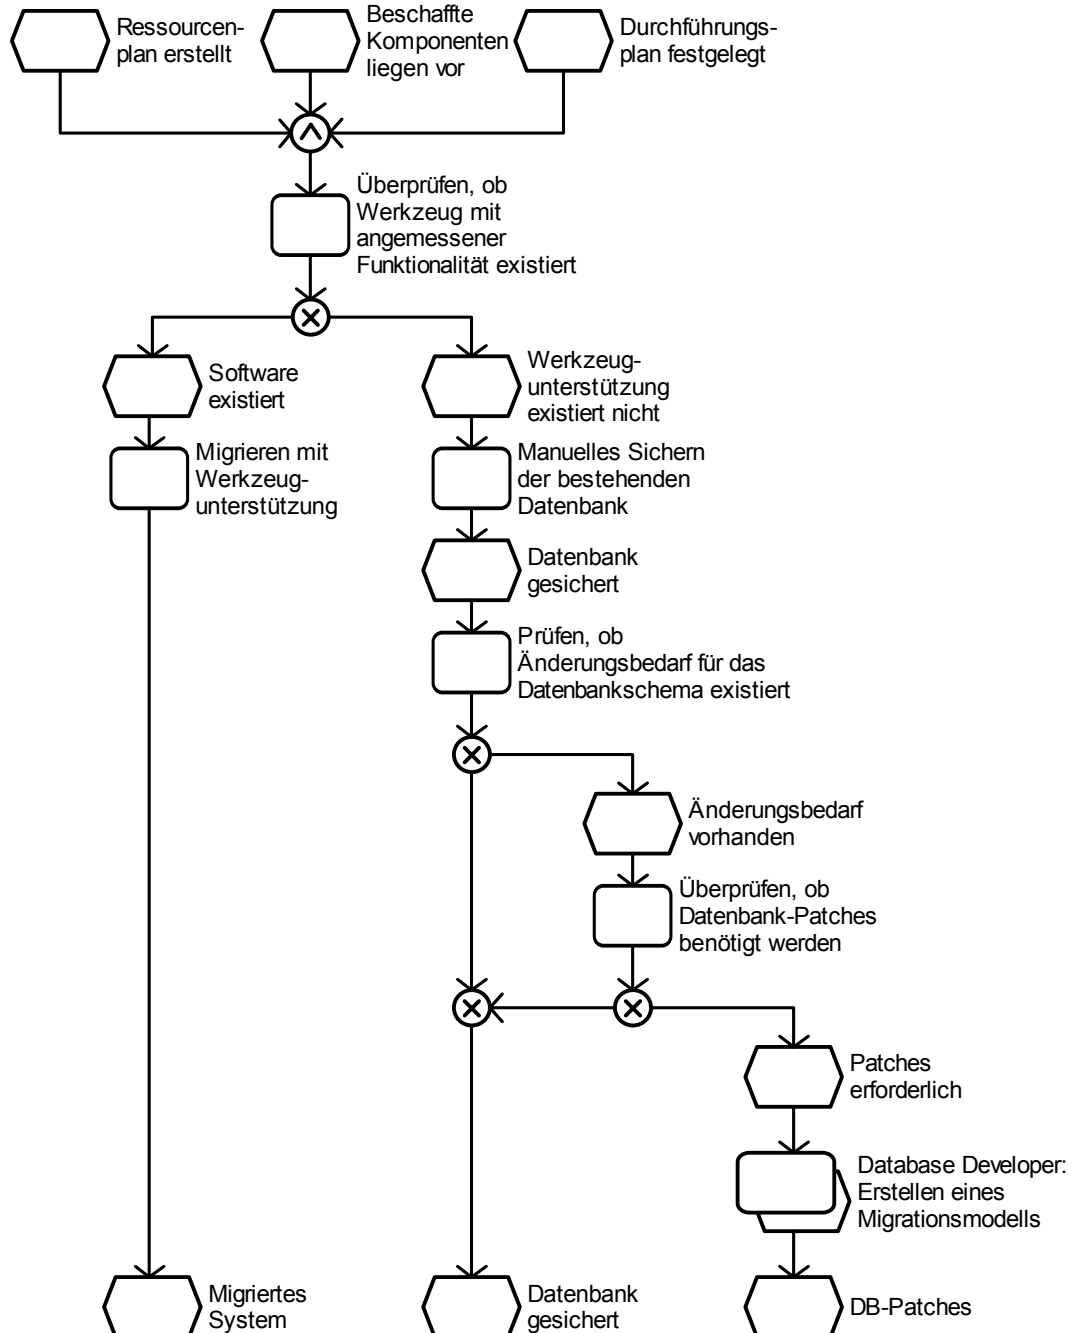 Ressourcen-
plan erstellt
Beschaffte
Komponenten
liegen vor
Durchführungs-
plan festgelegt
Überprüfen, ob
Werkzeug mit
angemessener
Funktionalität existiert
Software
existiert
Werkzeug-
unterstützung
existiert nicht
Migrieren mit
Werkzeug-
unterstützung
Manuelles Sichern
der bestehenden
Datenbank
Datenbank
gesichert
Prüfen, ob
Änderungsbedarf für das
Datenbankschema existiert
Änderungsbedarf
vorhanden
Überprüfen, ob
Datenbank-Patches
benötigt werden
Patches
erforderlich
Database Developer:
Erstellen eines
Migrationsmodells
Migriertes
System
Datenbank
gesichert
DB-Patches